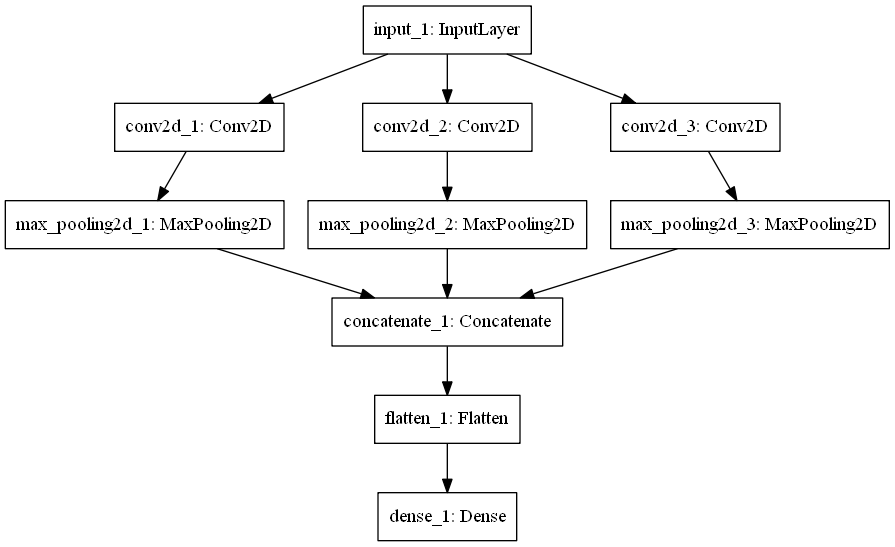 input_1: InputLayer
conv2d_1: Conv2D
conv2d_2: Conv2D
conv2d_3: Conv2D
max_pooling2d_1: MaxPooling2D
max_pooling2d_2: MaxPooling2D
max_pooling2d_3: MaxPooling2D
concatenate_1: Concatenate
flatten_1: Flatten
dense_1: Dense